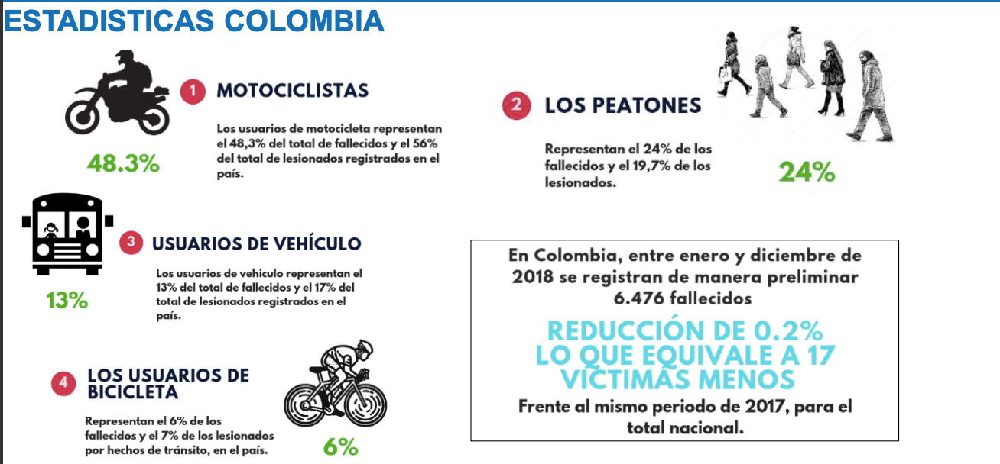 ESTADISTICAS COLOMBIA
1
MOTOCICLISTAS
Los usuarios de motocicleta representan
el 48,3% del total de fallecidos y el 56%
del total de lesionados registrados en el
país.
48.3%
2
LOS PEATONES
Representan el 24% de los
fallecidos y el 19,7% de los
lesionados.
24%
3
USUARIOS DE VEHÍCULO
Los usuarios de vehiculo representan el
13% del total de fallecidos y el 17% del
total de lesionados registrados en el
país.
13%
4
LOS USUARIOS DE
BICICLETA
Representan el 6% de los
fallecidos y el 7% de los lesionados
por hechos de tránsito, en el país.
6%
En Colombia, entre enero y diciembre de
2018 se registran de manera preliminar
6.476 fallecidos
REDUCCIÓN DE 0.2%
LO QUE EQUIVALE A 17
VÍCTIMAS MENOS
Frente al mismo periodo de 2017, para el
total nacional.